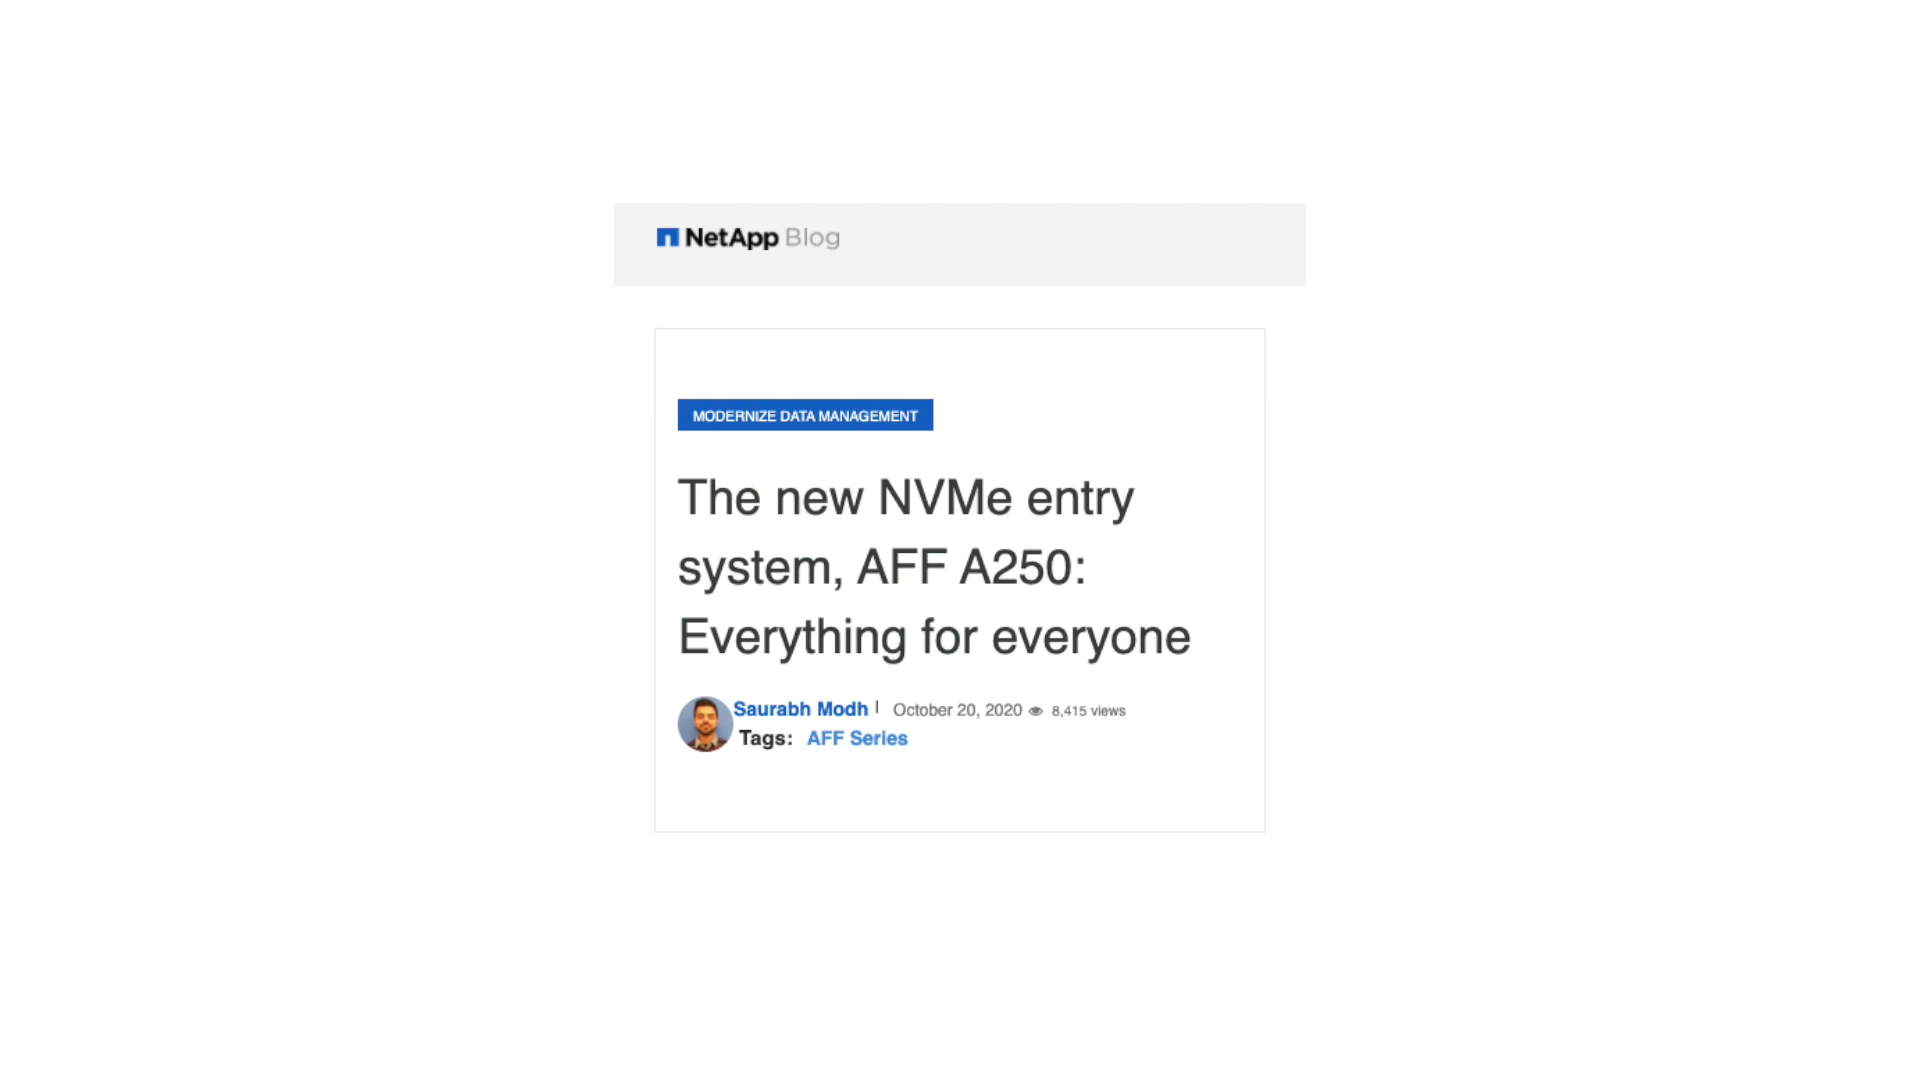 NetApp Blog
MODERNIZE DATA MANAGEMENT
The new NVMe entry
system, AFF A250:
Everything for everyone
Saurabh Modh | October 20, 2020 8,415 views
Tags: AFF Series